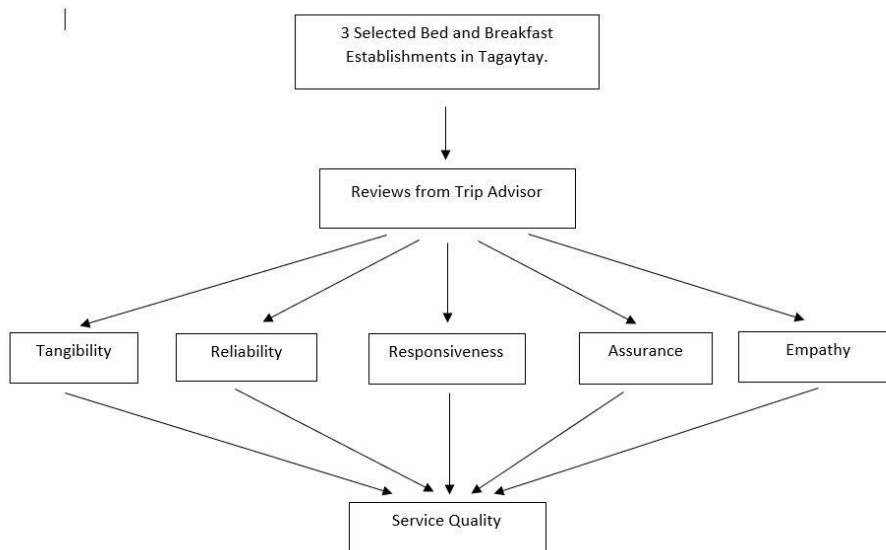 3 Selected Bed and Breakfast
Establishments in Tagaytay.
Reviews from Trip Advisor
Tangibility
Reliability
Responsiveness
Assurance
Empathy
Service Quality